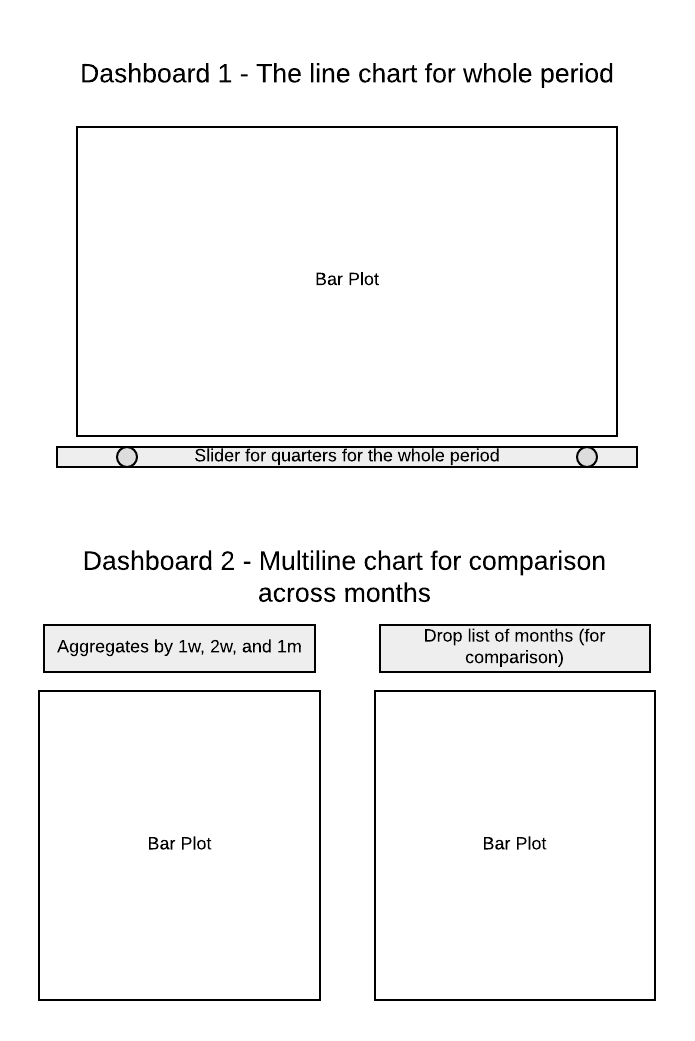 Dashboard 1 - The line chart for whole period
Bar Plot
Slider for quarters for the whole period
Dashboard 2 - Multiline chart for comparison
across months
Aggregates by 1w, 2w, and 1m
Drop list of months (for
comparison)
Bar Plot
Bar Plot